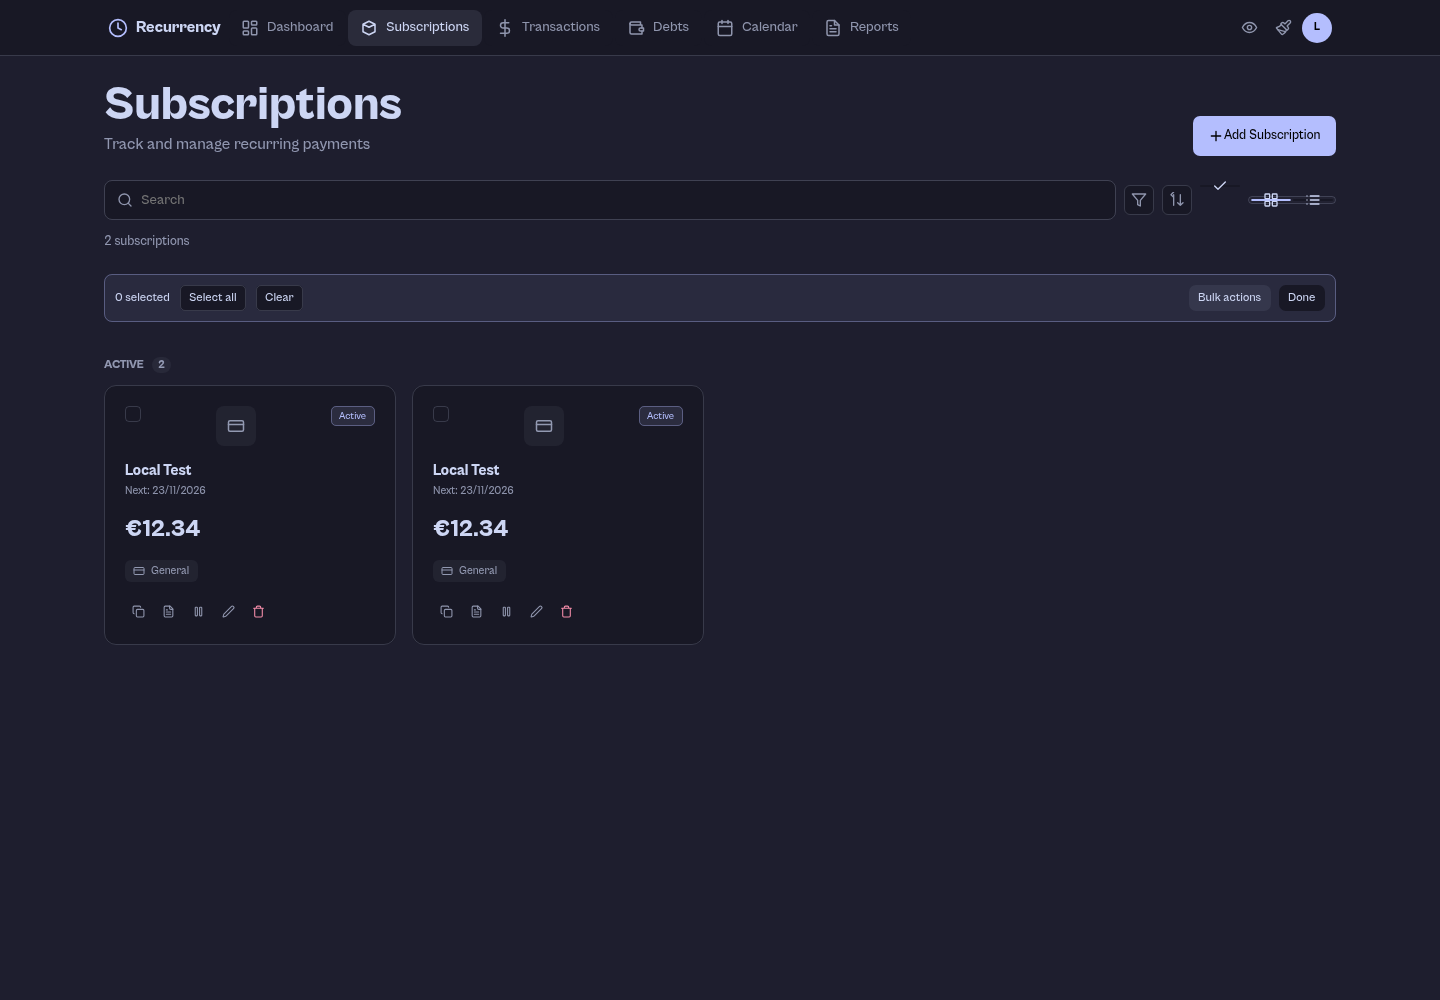 Recurrency Dashboard Subscriptions Transactions Debts Calendar Reports L
Subscriptions
Track and manage recurring payments
Add Subscription
Search
2 subscriptions
0 selected Select all Clear Bulk actions Done
ACTIVE 2
Active
Local Test
Next: 23/11/2026
€12.34
General
Active
Local Test
Next: 23/11/2026
€12.34
General